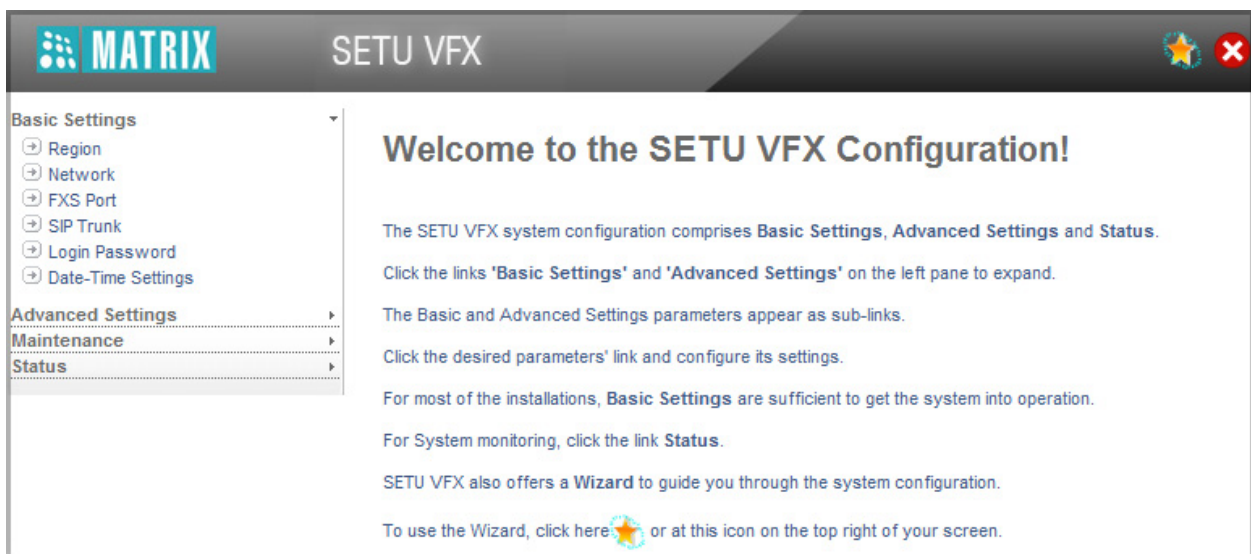 MATRIX SETU VFX
Basic Settings
Region
Network
FXS Port
SIP Trunk
Login Password
Date-Time Settings
Advanced Settings
Maintenance
Status
Welcome to the SETU VFX Configuration!
The SETU VFX system configuration comprises Basic Settings, Advanced Settings and Status.
Click the links 'Basic Settings' and 'Advanced Settings' on the left pane to expand.
The Basic and Advanced Settings parameters appear as sub-links.
Click the desired parameters' link and configure its settings.
For most of the installations, Basic Settings are sufficient to get the system into operation.
For System monitoring, click the link Status.
SETU VFX also offers a Wizard to guide you through the system configuration.
To use the Wizard, click here or at this icon on the top right of your screen.